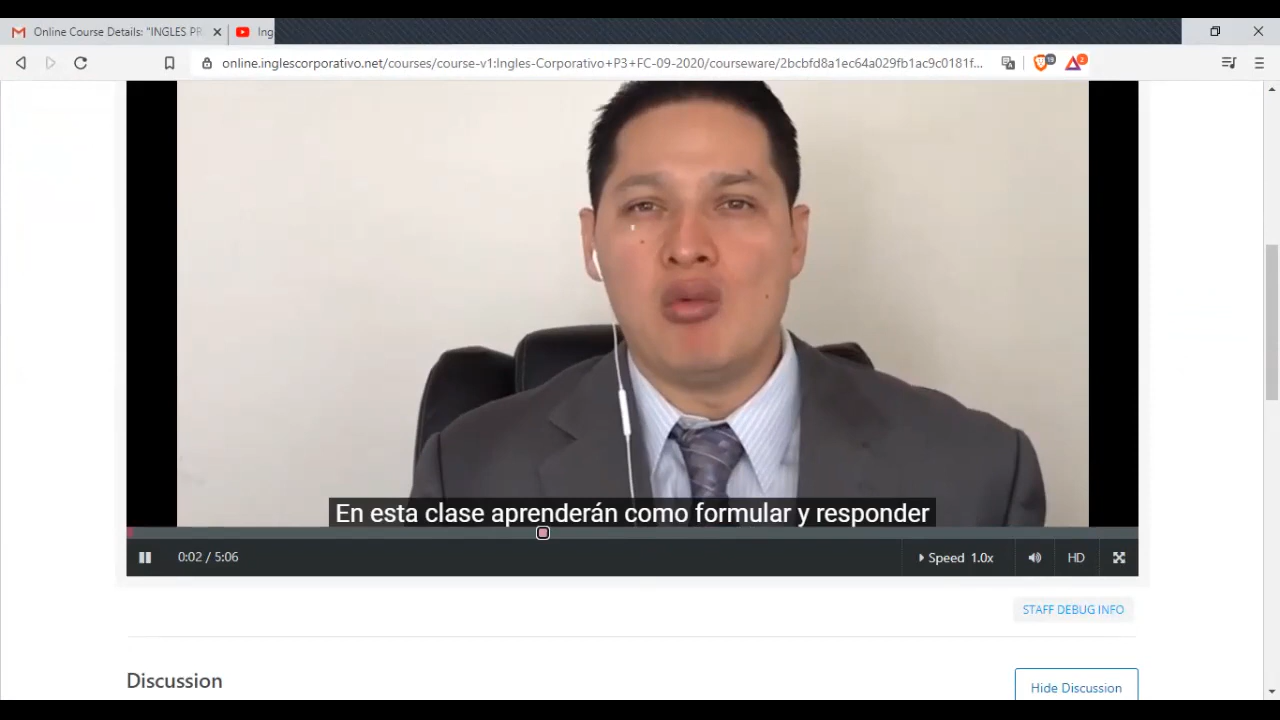 Online Course Details: "INGLES PR
Ing
online.inglescorporativo.net/courses/course-v1:Ingles-Corporativo+P3+FC-09-2020/courseware/2bcbfd8a1ec64a029fb1ac9c0181f...
19
2
En esta clase aprenderán como formular y responder
0:02 / 5:06
Speed 1.0x
HD
STAFF DEBUG INFO
Discussion
Hide Discussion